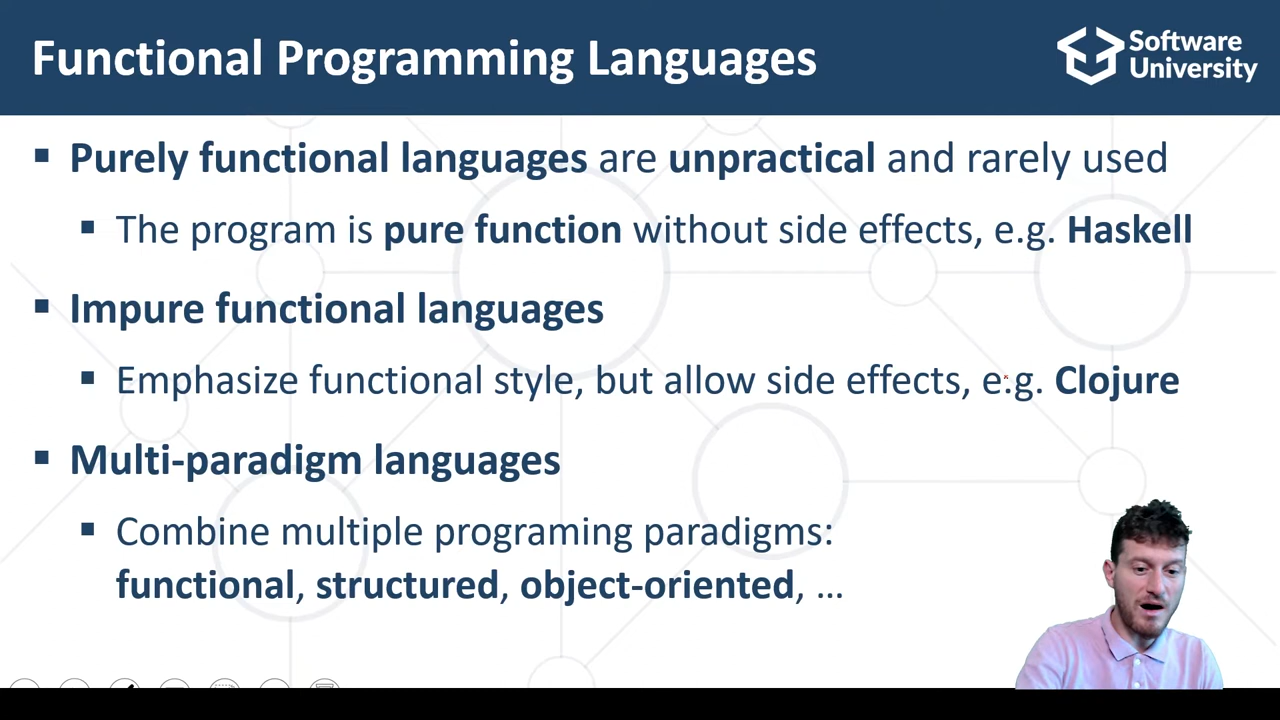 Functional Programming Languages
Software
University
▪ Purely functional languages are unpractical and rarely used
▪ The program is pure function without side effects, e.g. Haskell
▪ Impure functional languages
▪ Emphasize functional style, but allow side effects, e.g. Clojure
▪ Multi-paradigm languages
▪ Combine multiple programing paradigms:
functional, structured, object-oriented, ...